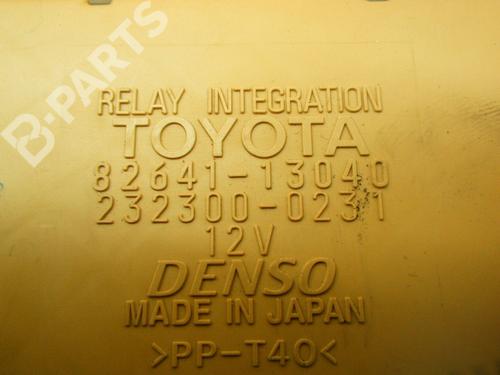 B-PARTS
RELAY INTEGRATION
TOYOTA
82641-13040
232300-0231
12V
DENSO
MADE IN JAPAN
>PP-T40<